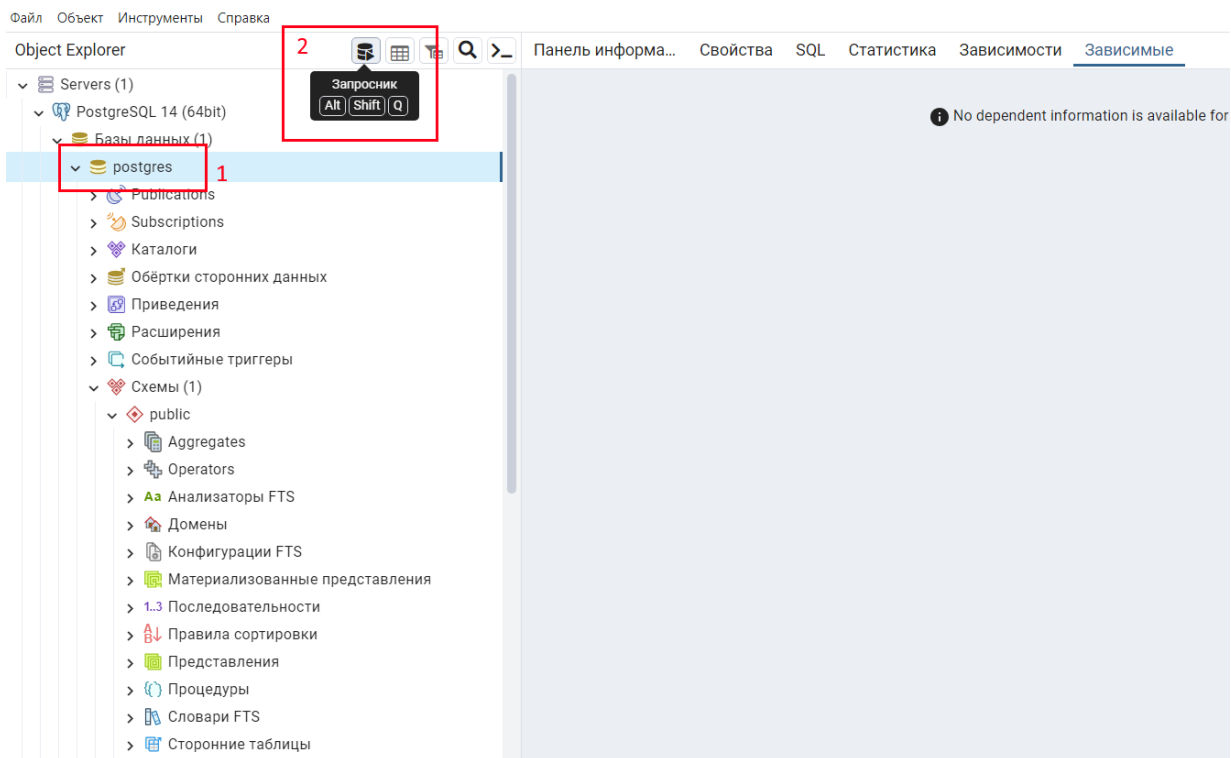 Файл Объект Инструменты Справка
Object Explorer
2
Панель информа... Свойства SQL Статистика Зависимости Зависимые
Запросник
Alt Shift Q
Servers (1)
PostgreSQL 14 (64bit)
No dependent information is available for
Базы данных (1)
postgres
1
Publications
Subscriptions
Каталоги
Обёртки сторонних данных
Приведения
Расширения
Событийные триггеры
Схемы (1)
public
Aggregates
Operators
Aa Анализаторы FTS
Домены
Конфигурации FTS
Материализованные представления
1..3 Последовательности
Правила сортировки
Представления
Процедуры
Словари FTS
Сторонние таблицы